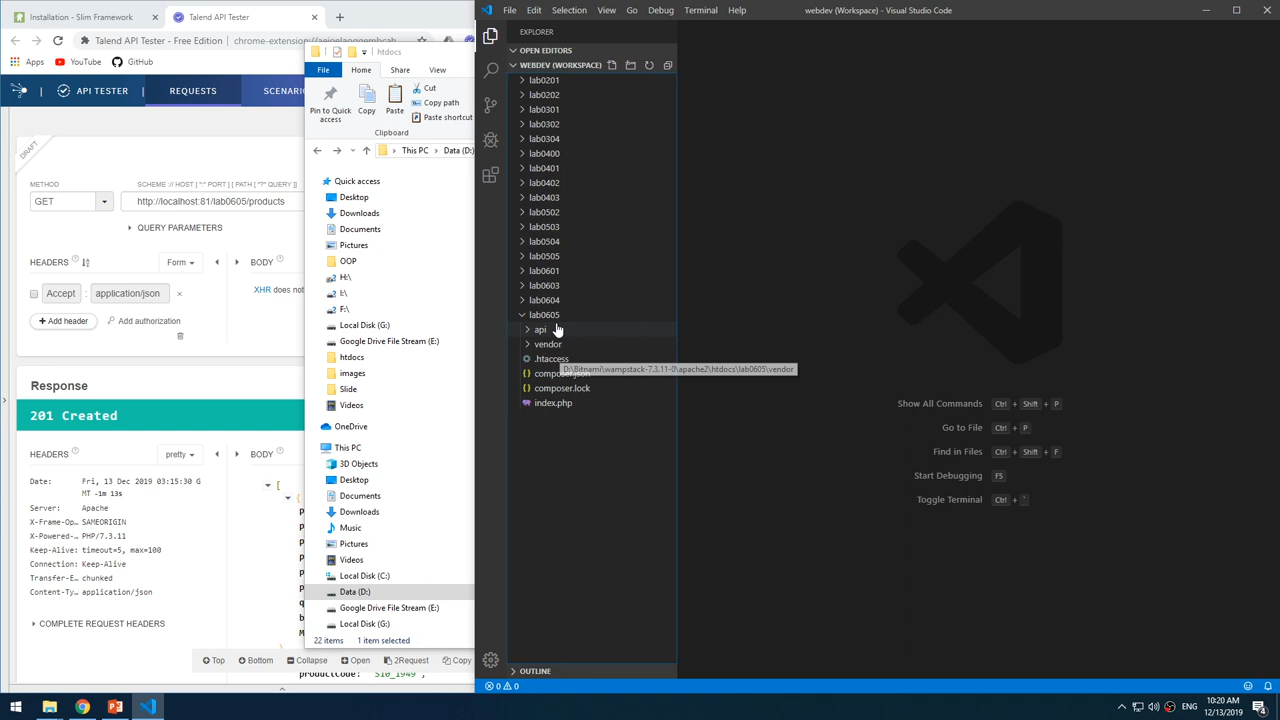 Installation - Slim Framework
Talend API Tester
Talend API Tester - Free Edition
Apps
YouTube
GitHub
API TESTER
REQUESTS
SCENARIO
DRAFT
METHOD
SCHEME :// HOST [ ":" PORT ] [ PATH [ "?" QUERY ]]
GET
http://localhost:81/lab0605/products
QUERY PARAMETERS
HEADERS
Form
BODY
Accept : application/json
XHR does not
Add header
Add authorization
Response
201 Created
HEADERS
pretty
BODY
Date: Fri, 13 Dec 2019 03:15:30 G
MT -1m 13s
Server: Apache
X-Frame-Op… SAMEORIGIN
X-Powered-… PHP/7.3.11
Keep-Alive: timeout=5, max=100
Connection: Keep-Alive
Transfer-E… chunked
Content-Ty… application/json
COMPLETE REQUEST HEADERS
[
{
Top
Bottom
Collapse
Open
2Request
Copy
htdocs
File
Home
Share
View
Pin to Quick
access
Copy
Paste
Cut
Copy path
Paste shortcut
Clipboard
This PC
Data (D:)
Quick access
Desktop
Downloads
Documents
Pictures
OOP
H:\
I:\
F:\
Local Disk (G:)
Google Drive File Stream (E:)
htdocs
images
Slide
Videos
OneDrive
This PC
3D Objects
Desktop
Documents
Downloads
Music
Pictures
Videos
Local Disk (C:)
Data (D:)
Google Drive File Stream (E:)
Local Disk (G:)
22 items
1 item selected
File
Edit
Selection
View
Go
Debug
Terminal
Help
webdev (Workspace) - Visual Studio Code
EXPLORER
OPEN EDITORS
WEBDEV (WORKSPACE)
lab0201
lab0202
lab0301
lab0302
lab0304
lab0400
lab0401
lab0402
lab0403
lab0502
lab0503
lab0504
lab0505
lab0601
lab0603
lab0604
lab0605
api
vendor
.htaccess
D:\Bitnami\wampstack-7.3.11-0\apache2\htdocs\lab0605\vendor
composer.json
composer.lock
index.php
OUTLINE
Show All Commands Ctrl + Shift + P
Go to File Ctrl + P
Find in Files Ctrl + Shift + F
Start Debugging F5
Toggle Terminal Ctrl + `
0
0
ENG
10:20 AM
12/13/2019
4